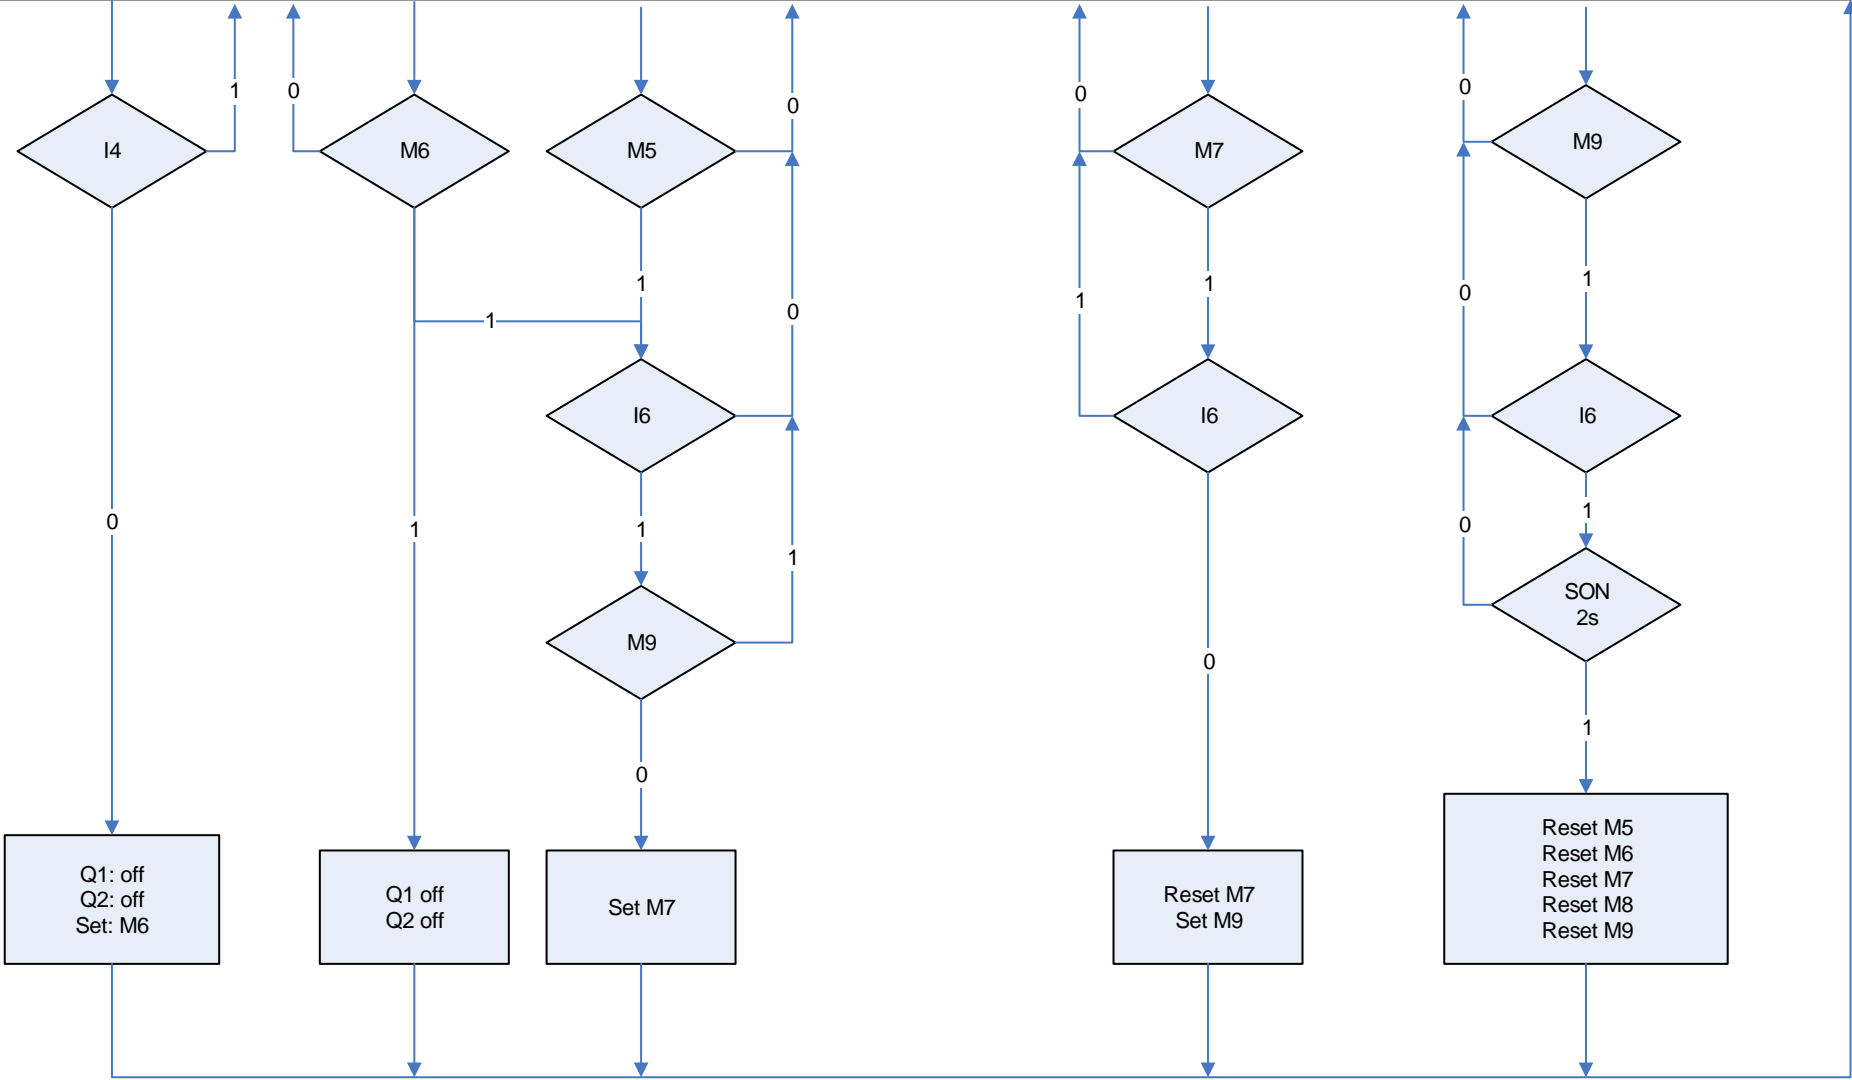 1
0
0
0
0
I4
M6
M5
M7
M9
1
1
1
0
1
0
0
1
I6
I6
I6
0
1
1
1
1
0
SON
2s
M9
0
1
0
Q1: off
Q2: off
Set: M6
Q1 off
Q2 off
Set M7
Reset M7
Set M9
Reset M5
Reset M6
Reset M7
Reset M8
Reset M9